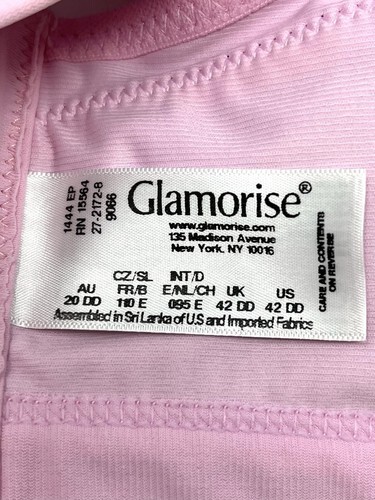 1444 EP
RN 15564
27-2172-8
9066
Glamorise®
www.glamorise.com
135 Madison Avenue
New York, NY 10016
CARE AND CONTENTS
ON REVERSE
CZ/SL INT/D
AU FR/B E/NL/CH UK US
20 DD 110 E 095 E 42 DD 42 DD
Assembled in Sri Lanka of U.S and Imported Fabrics